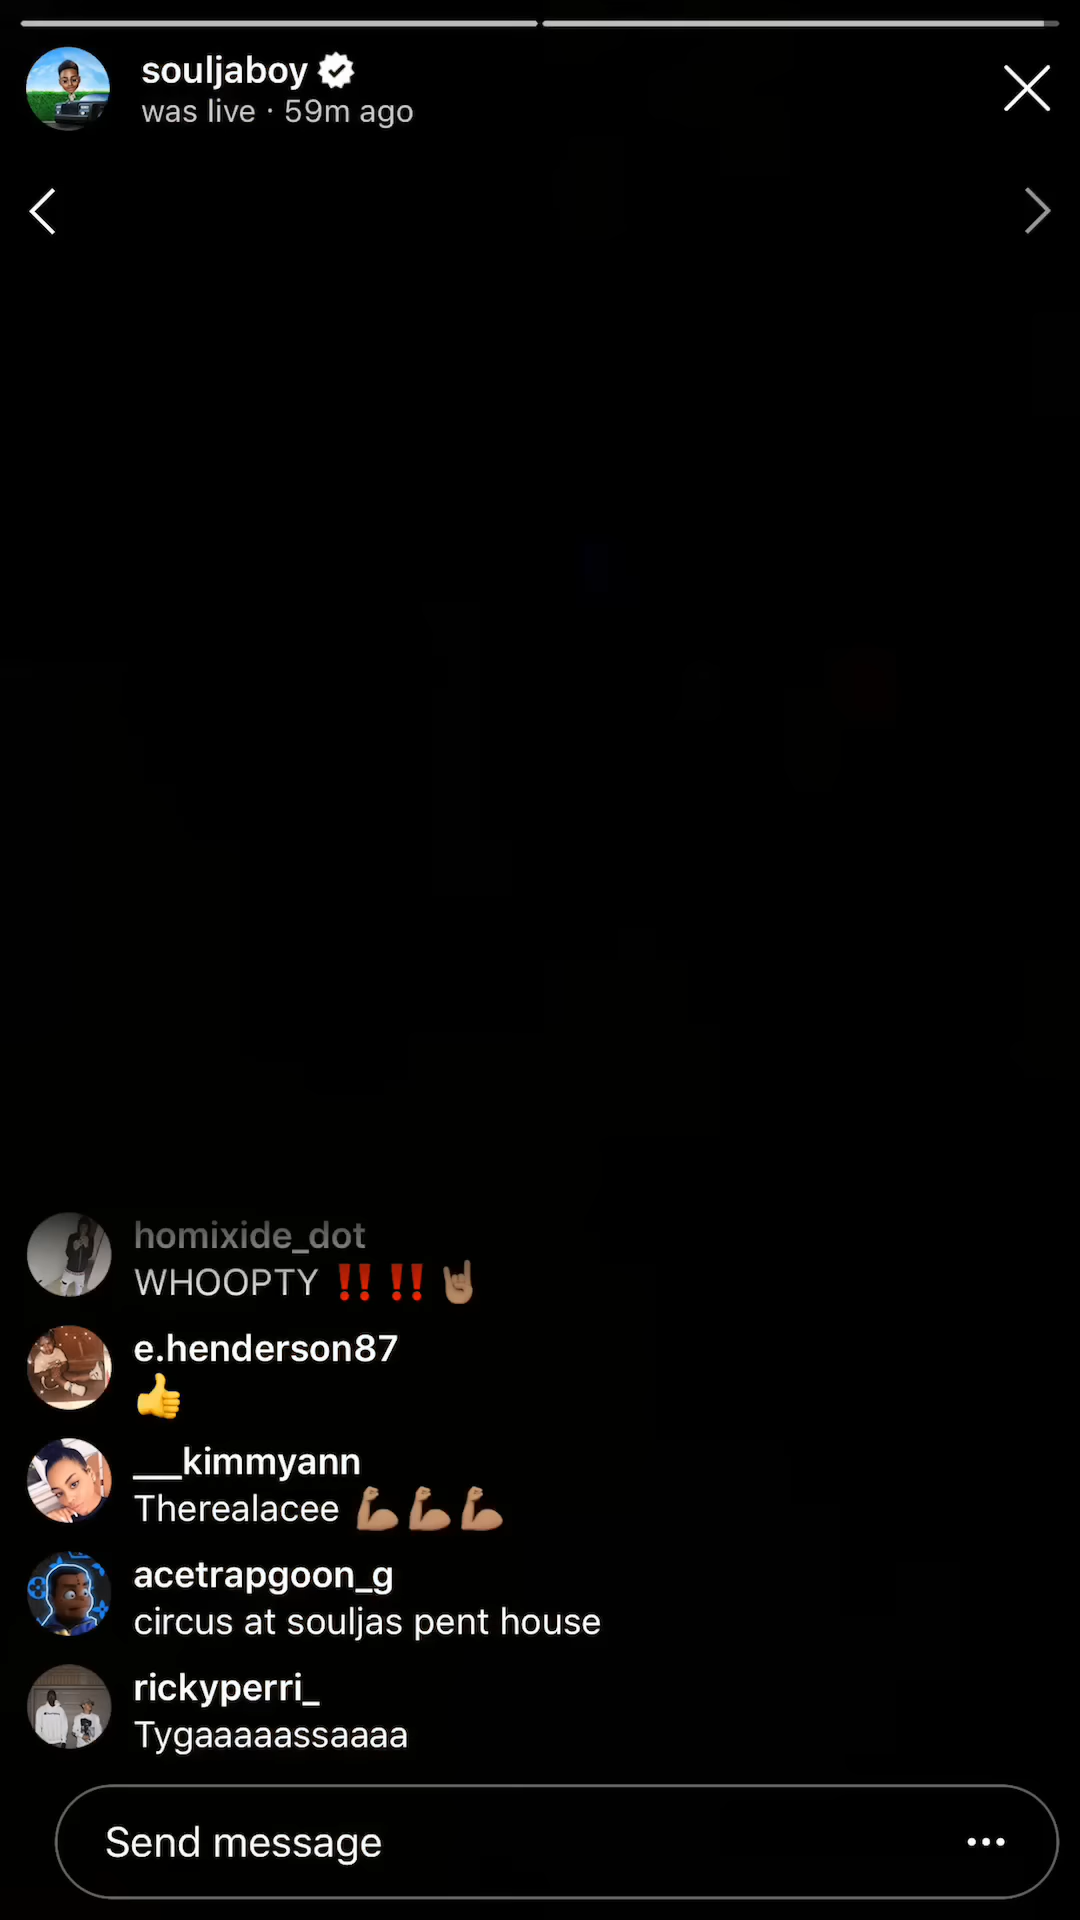 souljaboy
was live · 59m ago
homixide_dot
WHOOPTY ‼️ ‼️ 🤘🏽
e.henderson87
👍
___kimmyann
Therealacee 💪🏽💪🏽💪🏽
acetrapgoon_g
circus at souljas pent house
rickyperri_
Tygaaaaassaaaa
Send message